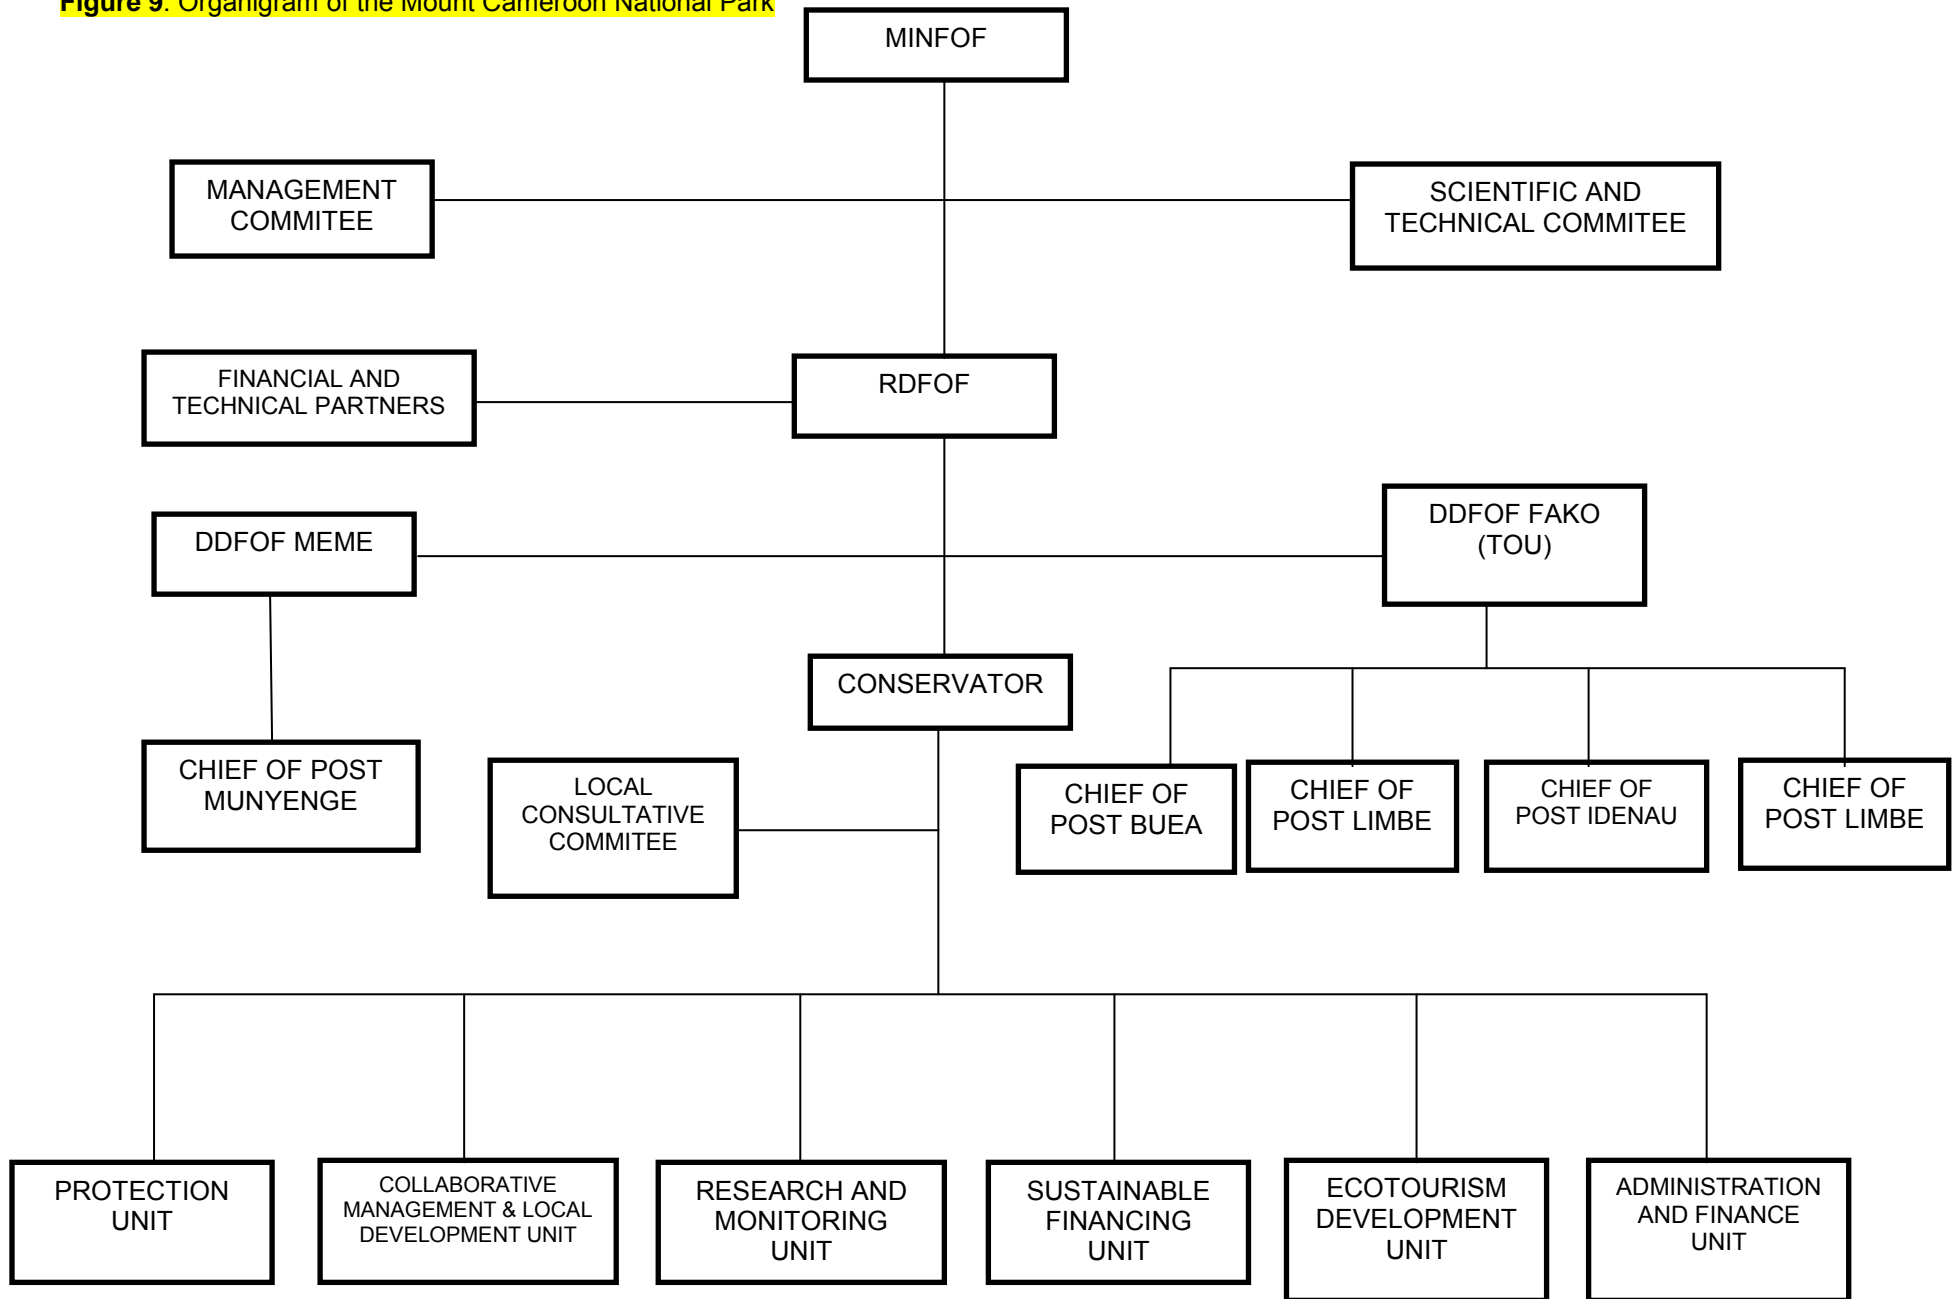 Figure 9. Organigram of the Mount Cameroon National Park
MINFOF
MANAGEMENT
COMMITEE
SCIENTIFIC AND
TECHNICAL COMMITEE
FINANCIAL AND
TECHNICAL PARTNERS
RDFOF
DDFOF MEME
DDFOF FAKO
(TOU)
CONSERVATOR
CHIEF OF POST
MUNYENGE
LOCAL
CONSULTATIVE
COMMITEE
CHIEF OF
POST BUEA
CHIEF OF
POST LIMBE
CHIEF OF
POST IDENAU
CHIEF OF
POST LIMBE
PROTECTION
UNIT
COLLABORATIVE
MANAGEMENT & LOCAL
DEVELOPMENT UNIT
RESEARCH AND
MONITORING
UNIT
SUSTAINABLE
FINANCING
UNIT
ECOTOURISM
DEVELOPMENT
UNIT
ADMINISTRATION
AND FINANCE
UNIT